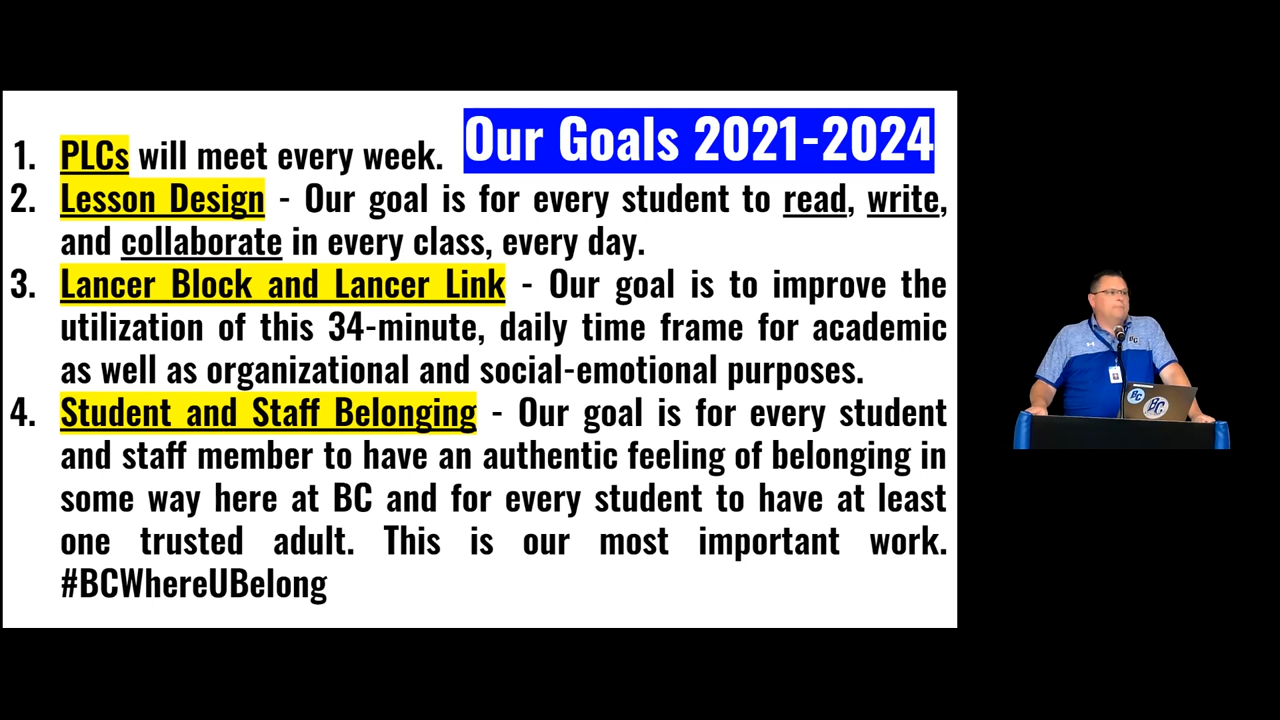 Our Goals 2021-2024
1. PLCs will meet every week.
2. Lesson Design - Our goal is for every student to read, write,
and collaborate in every class, every day.
3. Lancer Block and Lancer Link - Our goal is to improve the
utilization of this 34-minute, daily time frame for academic
as well as organizational and social-emotional purposes.
4. Student and Staff Belonging - Our goal is for every student
and staff member to have an authentic feeling of belonging in
some way here at BC and for every student to have at least
one trusted adult. This is our most important work.
#BCWhereUBelong
BC
BC
BC